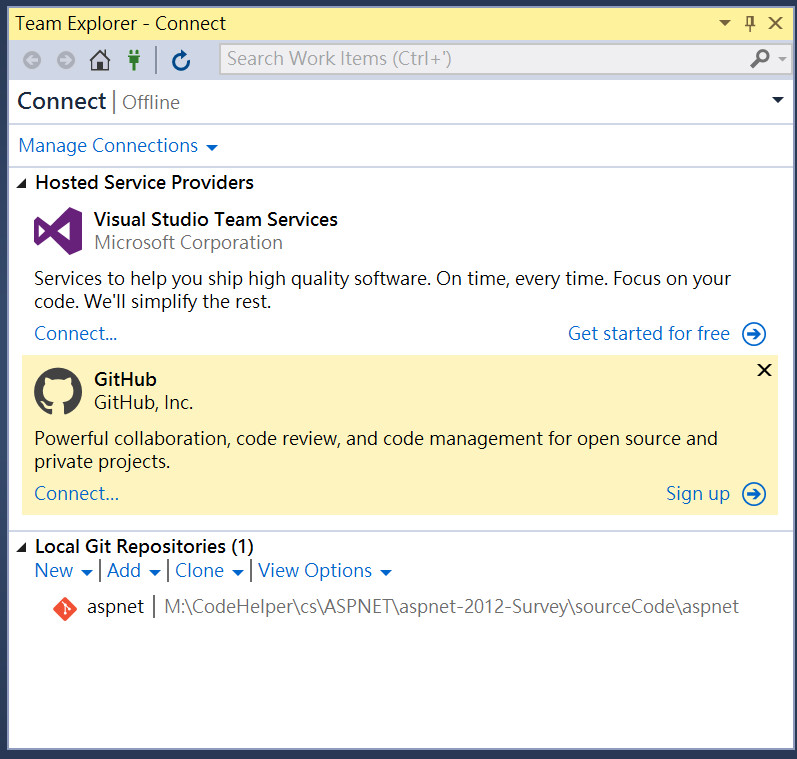 Team Explorer - Connect
Search Work Items (Ctrl+')
Connect | Offline
Manage Connections
Hosted Service Providers
Visual Studio Team Services
Microsoft Corporation
Services to help you ship high quality software. On time, every time. Focus on your
code. We'll simplify the rest.
Connect... Get started for free
GitHub
GitHub, Inc.
Powerful collaboration, code review, and code management for open source and
private projects.
Connect... Sign up
Local Git Repositories (1)
New | Add | Clone | View Options
aspnet | M:\CodeHelper\cs\ASPNET\aspnet-2012-Survey\sourceCode\aspnet